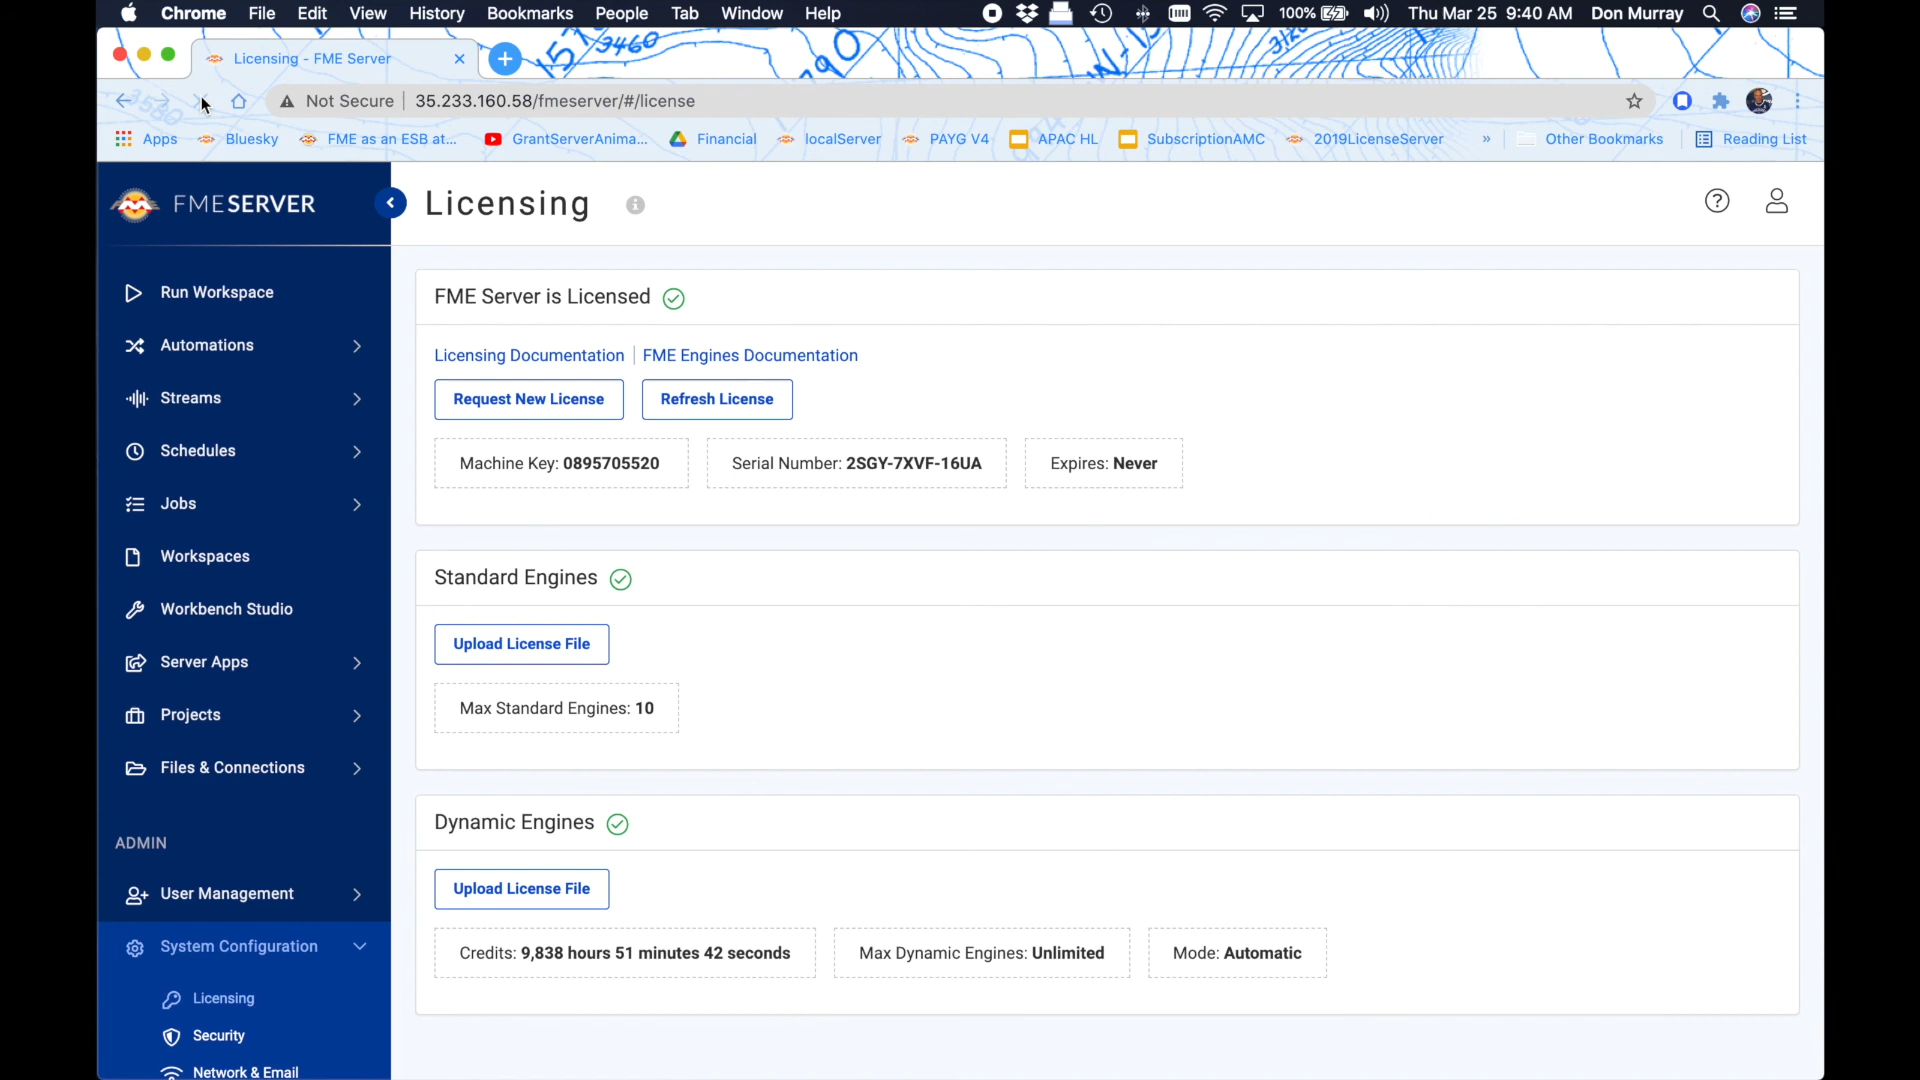 Chrome File Edit View History Bookmarks People Tab Window Help 100% Thu Mar 25 9:40 AM Don Murray
Licensing - FME Server
3460
Not Secure 35.233.160.58/fmeserver/#/license
Apps Bluesky FME as an ESB at... GrantServerAnima... Financial localServer PAYG V4 APAC HL SubscriptionAMC 2019LicenseServer » Other Bookmarks Reading List
FMESERVER
Licensing
Run Workspace
Automations
Streams
Schedules
Jobs
Workspaces
Workbench Studio
Server Apps
Projects
Files & Connections
ADMIN
User Management
System Configuration
Licensing
Security
Network & Email
FME Server is Licensed
Licensing Documentation FME Engines Documentation
Request New License Refresh License
Machine Key: 0895705520 Serial Number: 2SGY-7XVF-16UA Expires: Never
Standard Engines
Upload License File
Max Standard Engines: 10
Dynamic Engines
Upload License File
Credits: 9,838 hours 51 minutes 42 seconds Max Dynamic Engines: Unlimited Mode: Automatic